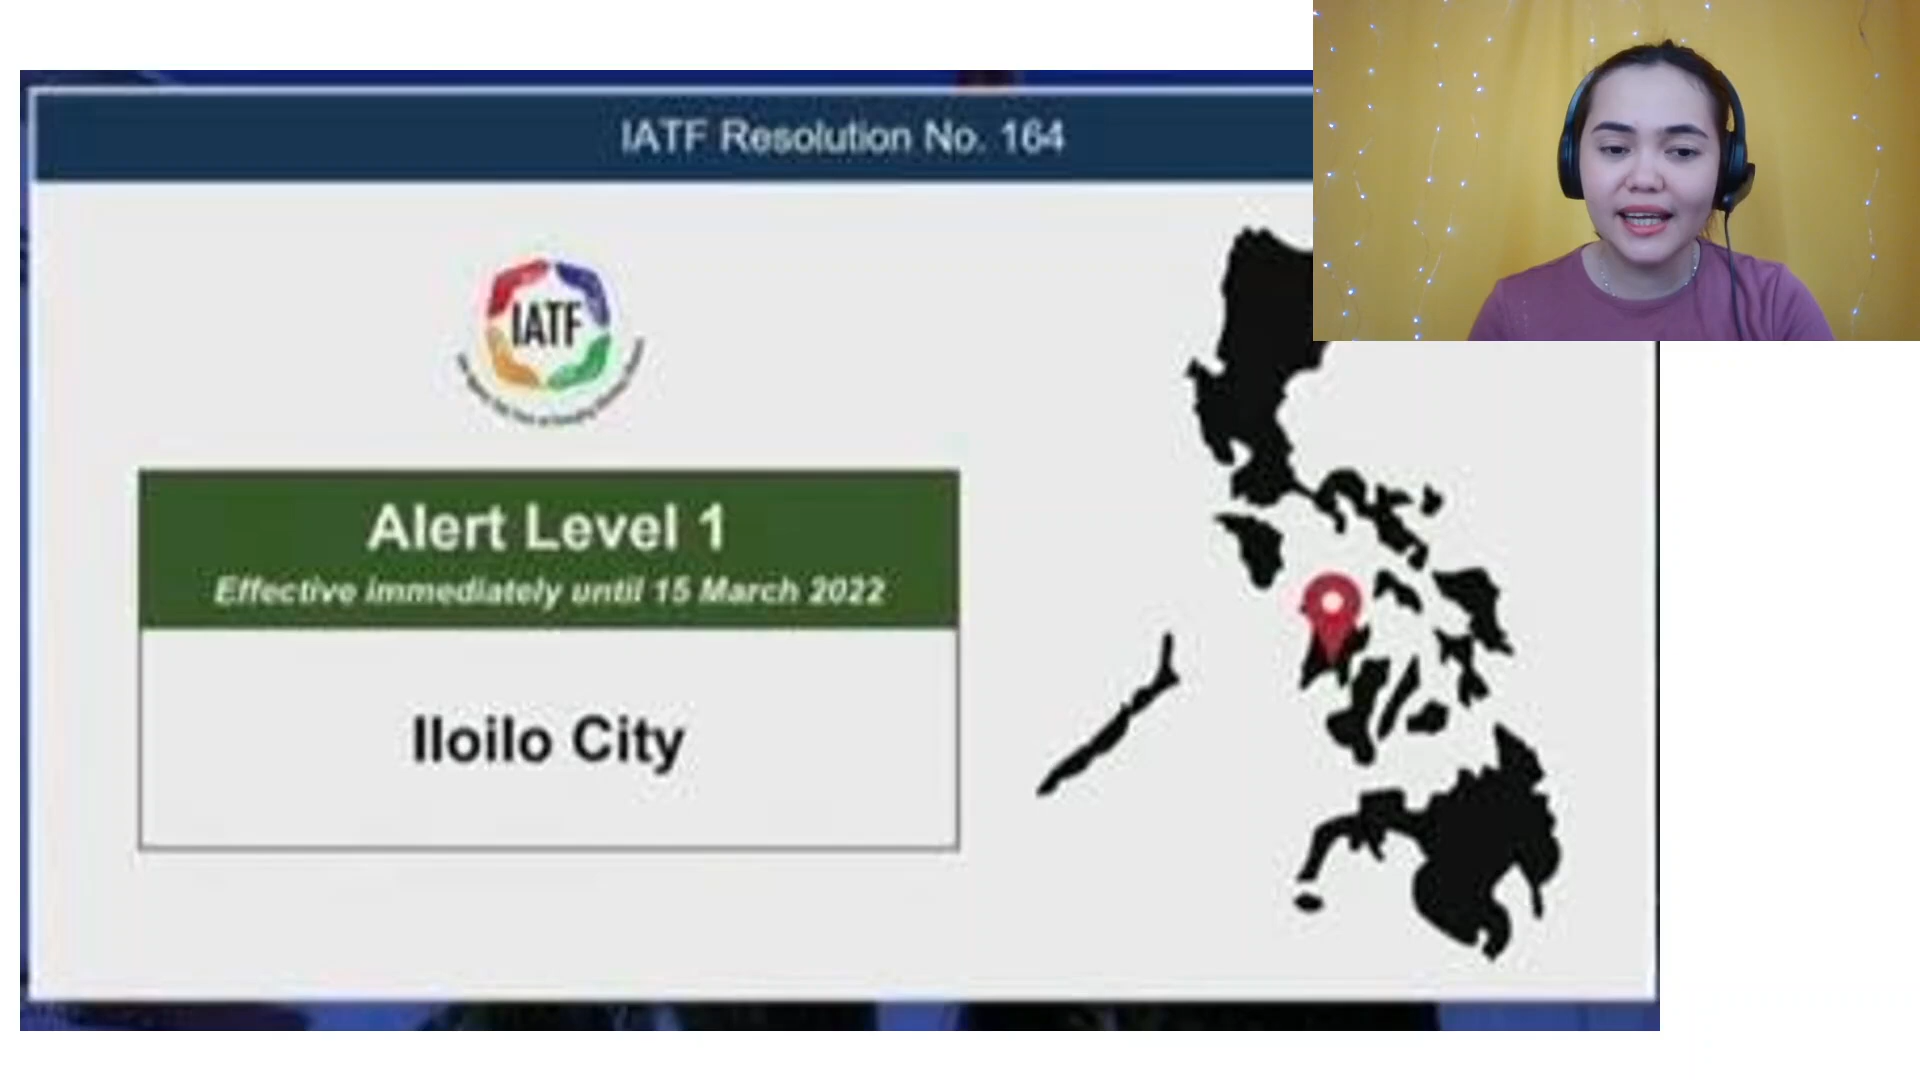 IATF Resolution No. 164
IATF
Alert Level 1
Effective immediately until 15 March 2022
Iloilo City